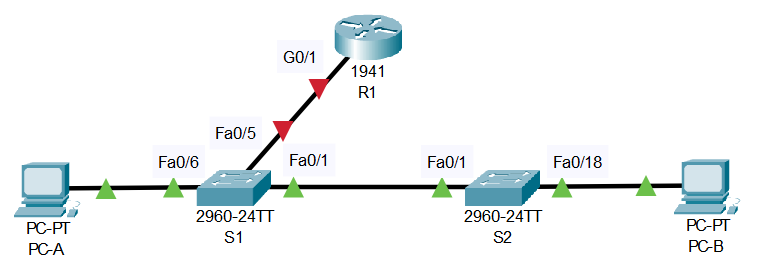 G0/1
1941
R1
Fa0/5
Fa0/6
Fa0/1
Fa0/1
Fa0/18
PC-PT
PC-A
2960-24TT
S1
2960-24TT
S2
PC-PT
PC-B